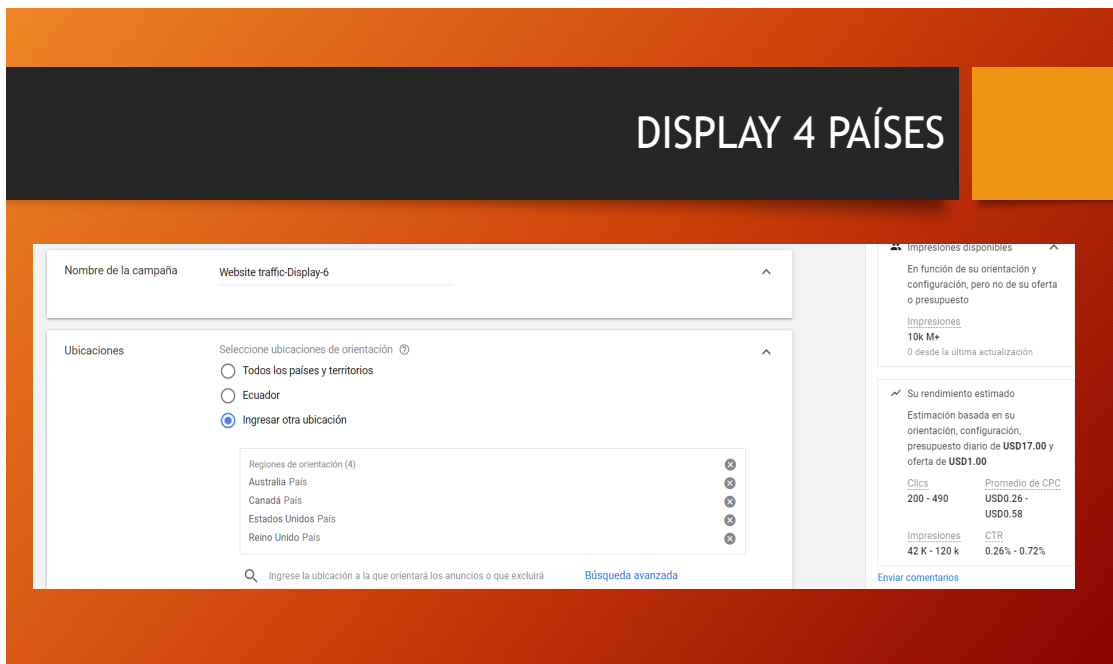 DISPLAY 4 PAÍSES
Nombre de la campaña
Website traffic-Display-6
Ubicaciones
Seleccione ubicaciones de orientación
Todos los países y territorios
Ecuador
Ingresar otra ubicación
Regiones de orientación (4)
Australia País
Canadá País
Estados Unidos País
Reino Unido País
Ingrese la ubicación a la que orientará los anuncios o que excluirá
Búsqueda avanzada
Impresiones disponibles
En función de su orientación y
configuración, pero no de su oferta
o presupuesto
Impresiones
10k M+
0 desde la última actualización
Su rendimiento estimado
Estimación basada en su
orientación, configuración,
presupuesto diario de USD17.00 y
oferta de USD1.00
Clics
200 - 490
Promedio de CPC
USD0.26 -
USD0.58
Impresiones
42 K - 120 k
CTR
0.26% - 0.72%
Enviar comentarios